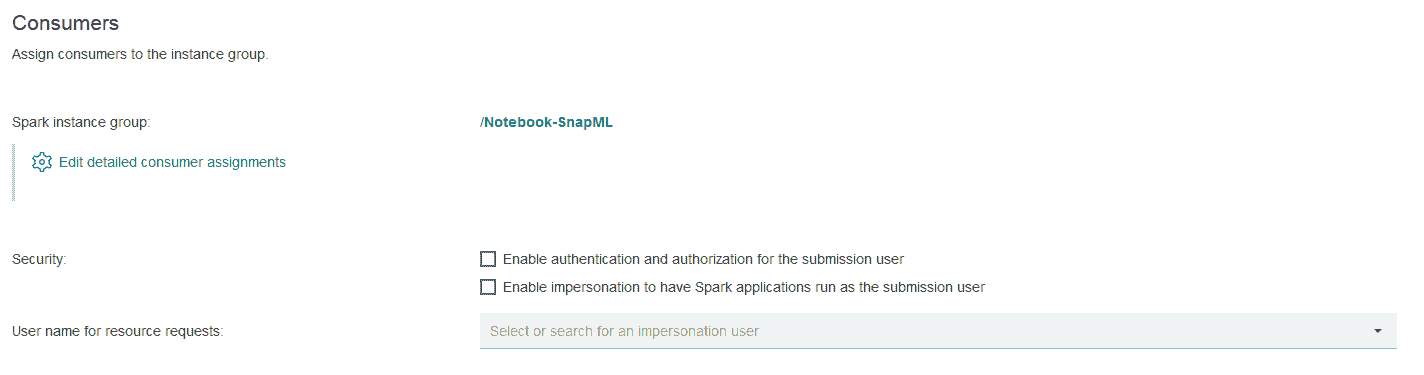 Consumers
Assign consumers to the instance group.
Spark instance group: /Notebook-SnapML
Edit detailed consumer assignments
Security: Enable authentication and authorization for the submission user
Enable impersonation to have Spark applications run as the submission user
User name for resource requests: Select or search for an impersonation user